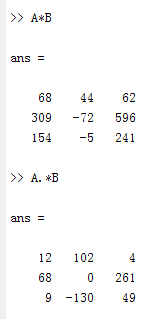 >> A*B
ans =
68 44 62
309 -72 596
154 -5 241
>> A.*B
ans =
12 102 4
68 0 261
9 -130 49